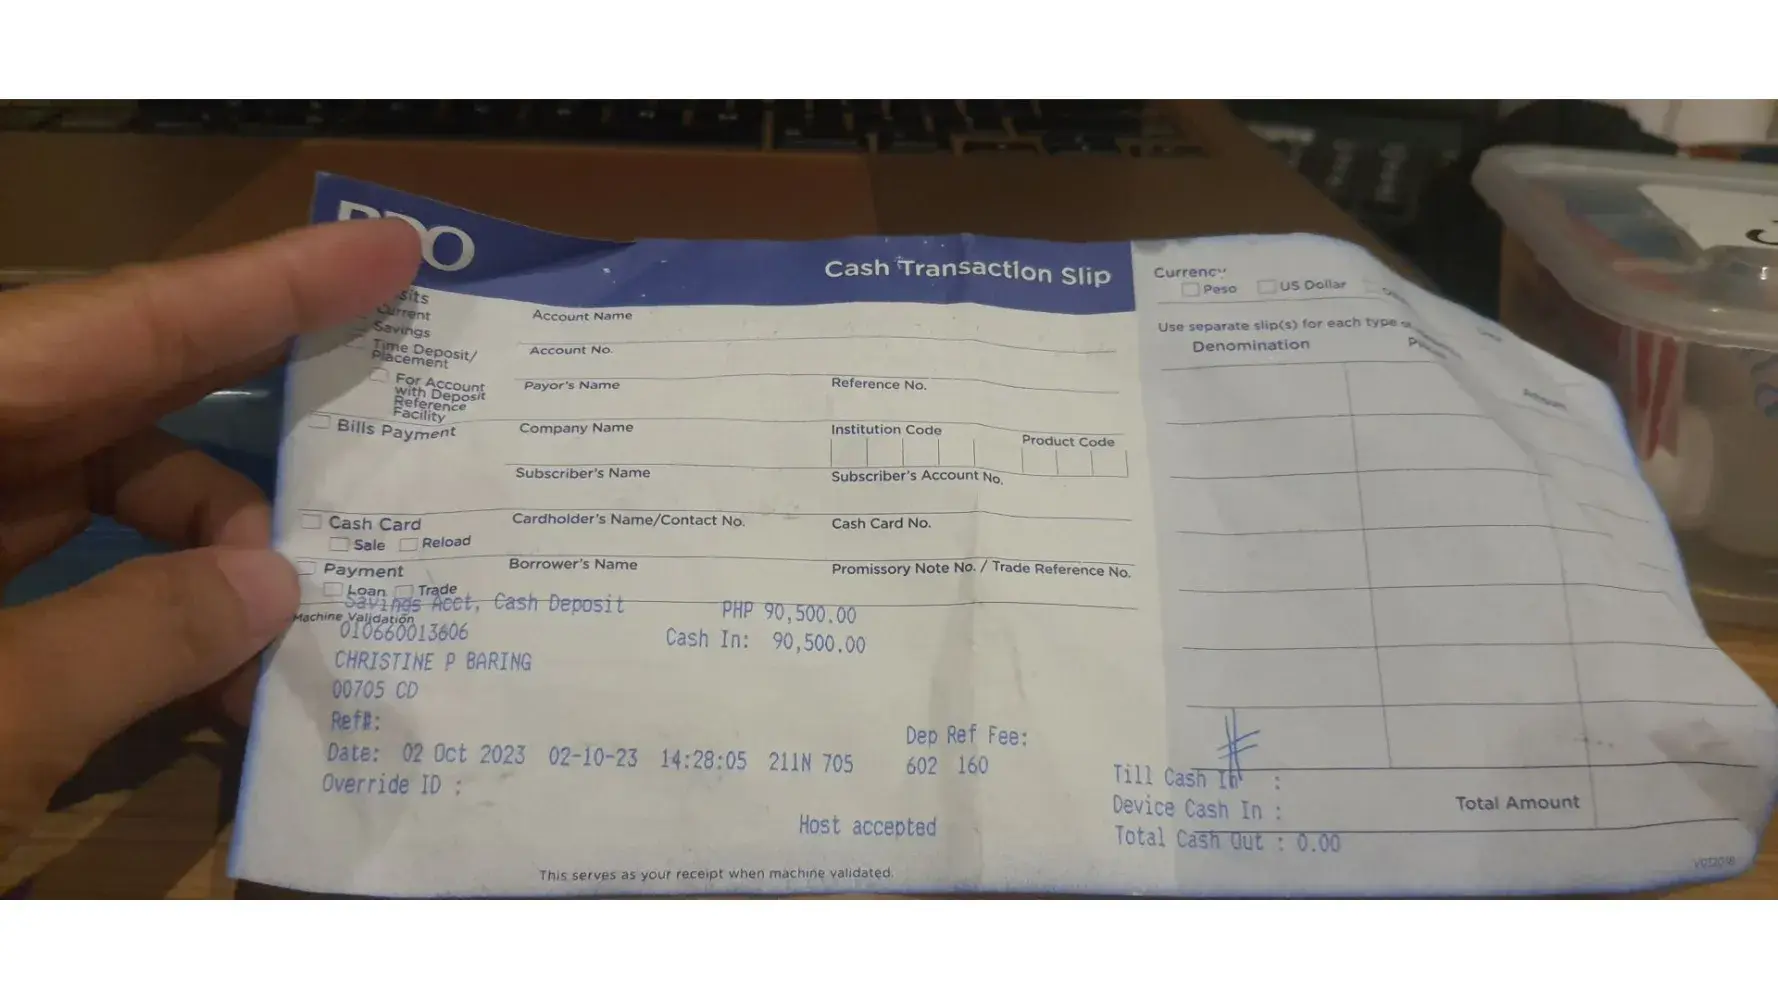 Cash Transaction Slip
Current
Savings
Time Deposit/
Placement
For Account
with Deposit
Reference
Facility
Bills Payment
Cash Card
Sale Reload
Payment
Loan Trade
Account Name
Account No.
Payor's Name Reference No.
Company Name Institution Code Product Code
Subscriber's Name Subscriber's Account No.
Cardholder's Name/Contact No. Cash Card No.
Borrower's Name Promissory Note No. / Trade Reference No.
Savings Acct, Cash Deposit PHP 90,500.00
Machine Validation
010660013606 Cash In: 90,500.00
CHRISTINE P BARING
00705 CD
Ref#: Dep Ref Fee:
Date: 02 Oct 2023 02-10-23 14:28:05 211N 705 602 160
Override ID :
Host accepted
This serves as your receipt when machine validated.
Currency
Peso US Dollar
Use separate slip(s) for each type
Denomination
Amount
Till Cash In :
Device Cash In :
Total Cash Out : 0.00
Total Amount